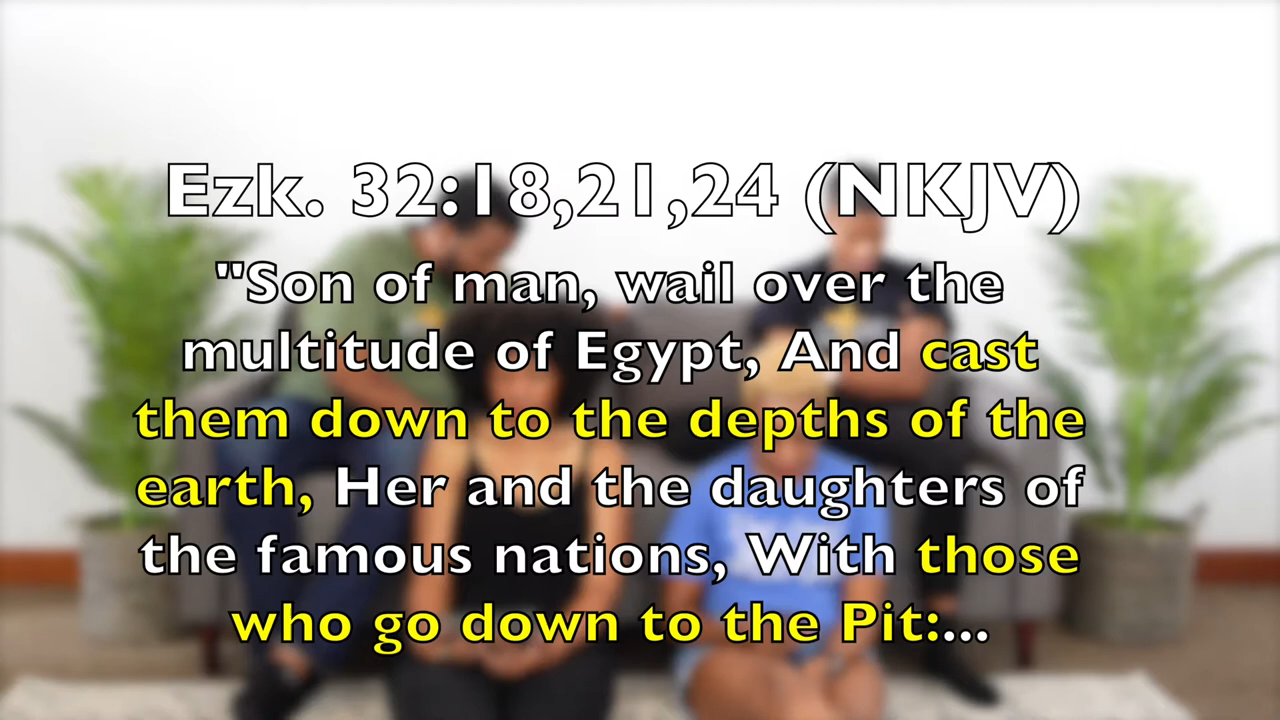 Ezk. 32:18,21,24 (NKJV)
"Son of man, wail over the
multitude of Egypt, And cast
them down to the depths of the
earth, Her and the daughters of
the famous nations, With those
who go down to the Pit:...